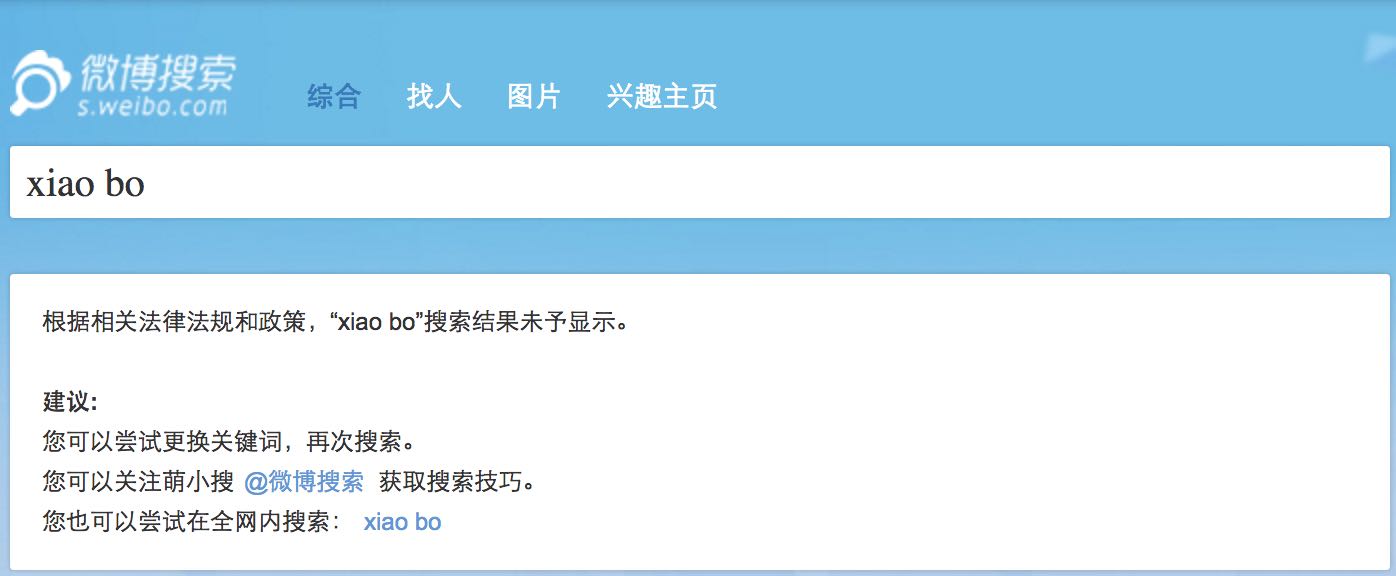 微博搜索
s.weibo.com
综合 找人 图片 兴趣主页
xiao bo
根据相关法律法规和政策，“xiao bo”搜索结果未予显示。
建议:
您可以尝试更换关键词，再次搜索。
您可以关注萌小搜 @微博搜索 获取搜索技巧。
您也可以尝试在全网内搜索： xiao bo